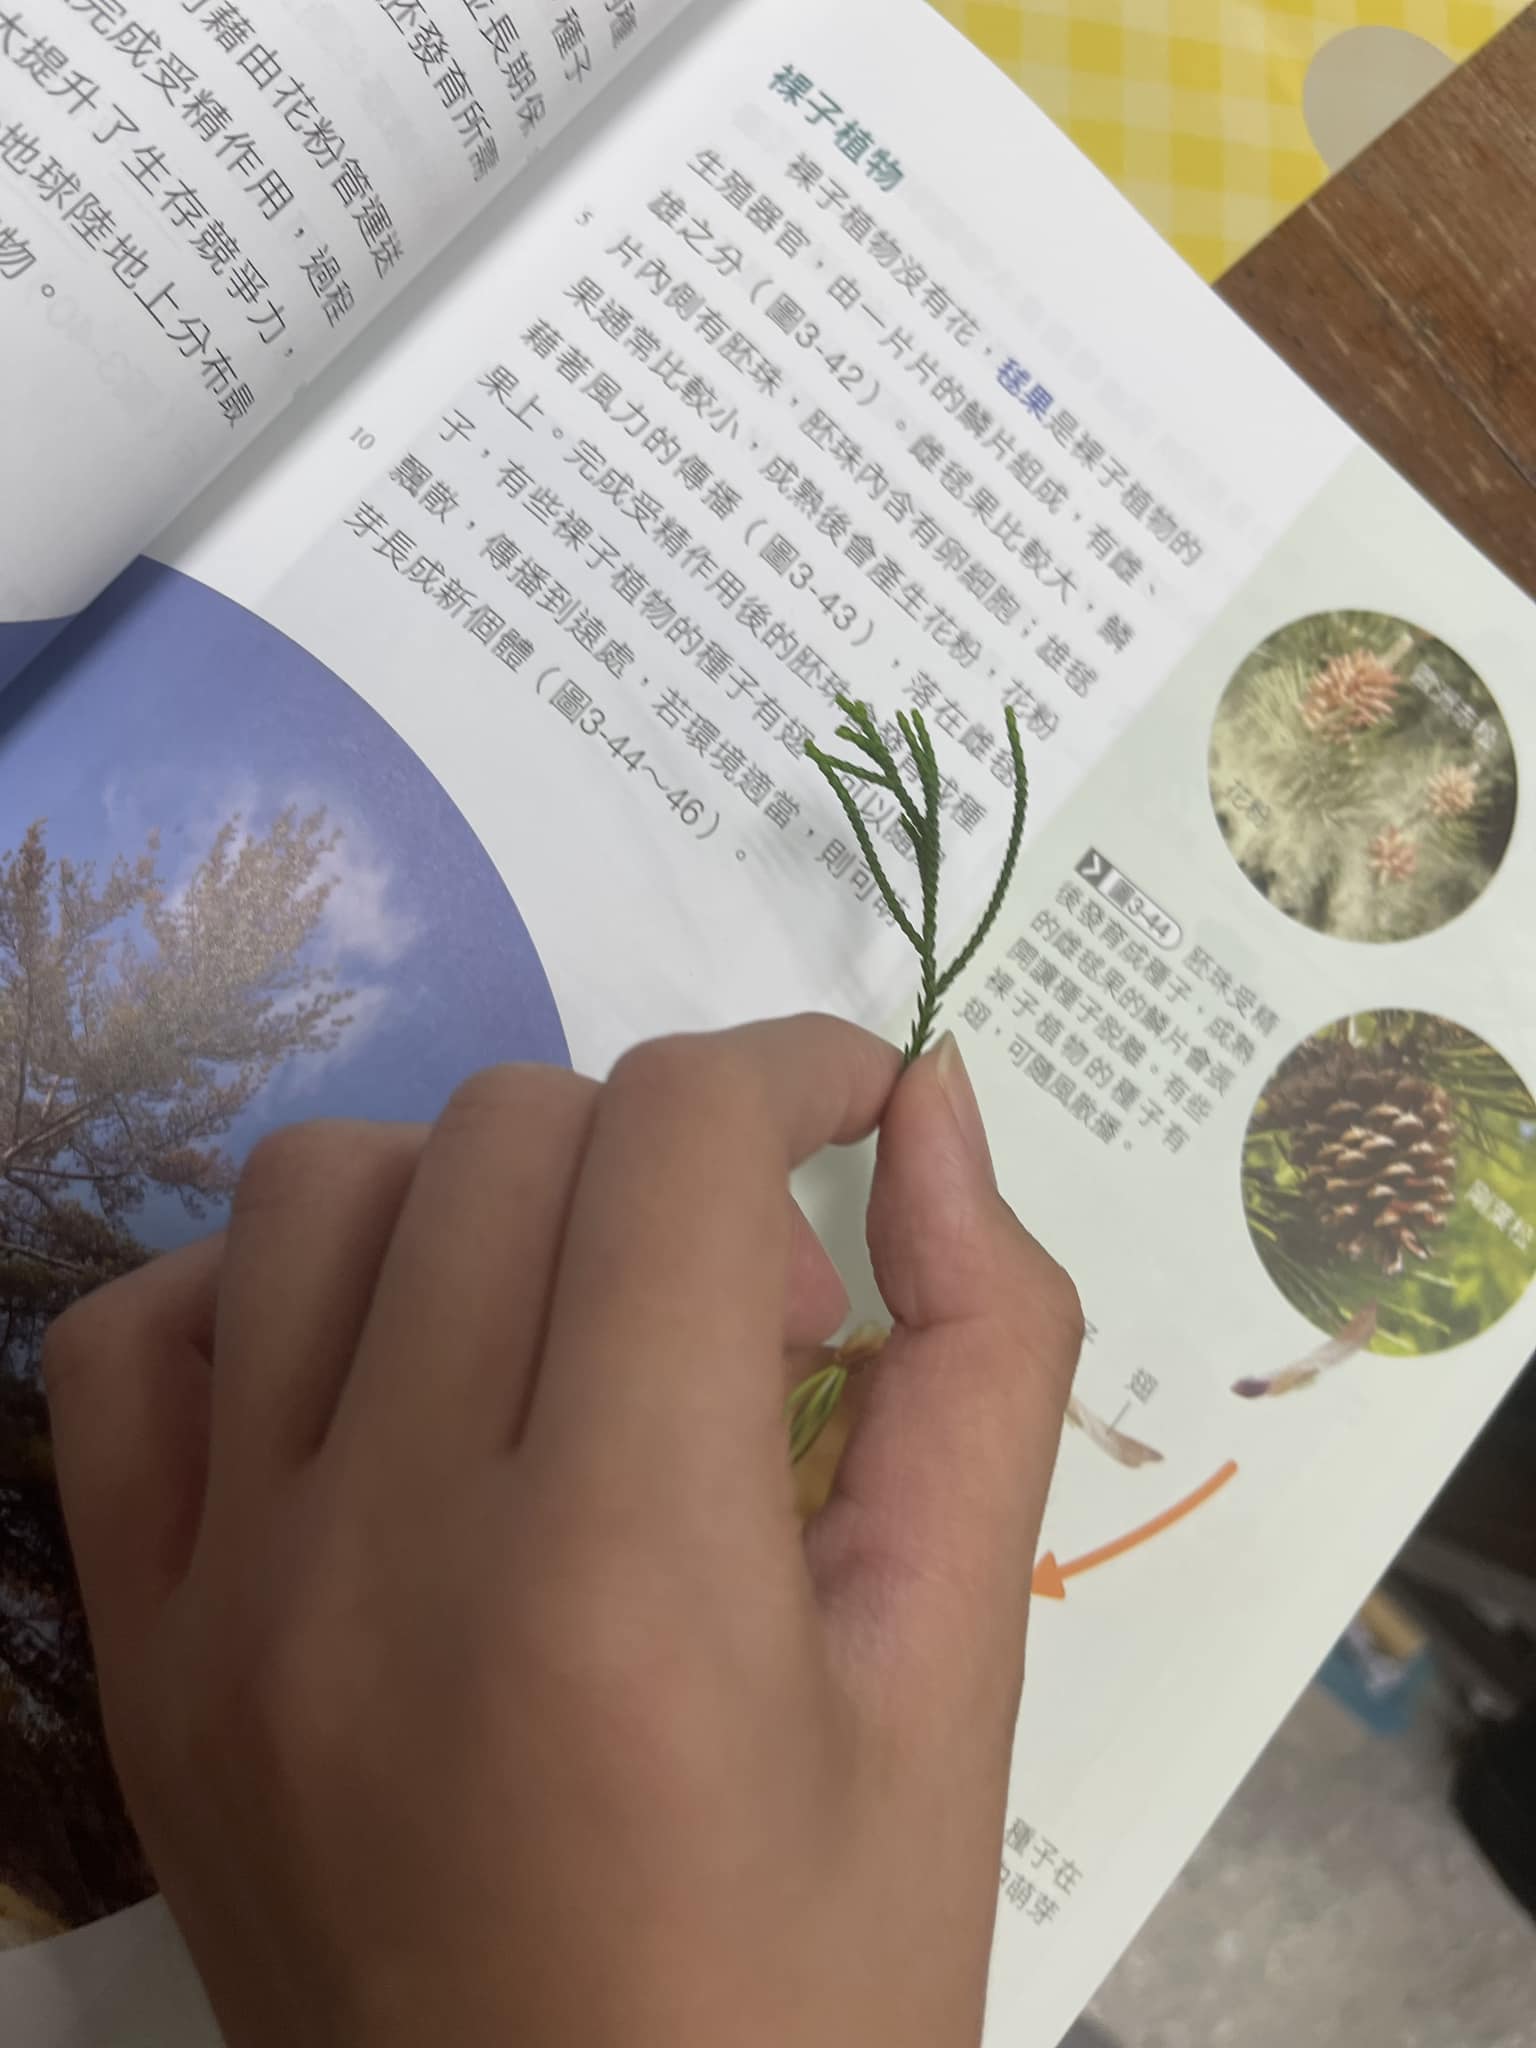 種子
並長期保
胚發育所需
藉由花粉管運送
完成受精作用，過程
大提升了生存競爭力，
地球陸地上分布最
物。
裸子植物
裸子植物沒有花，毬果是裸子植物的
生殖器官，由一片片的鱗片組成，有雌、
雄之分（圖3-42）。雌毬果比較大，鱗
5
片內側有胚珠，胚珠內含有卵細胞；雄毬
果通常比較小，成熟後會產生花粉，花粉
藉著風力的傳播（圖3-43），落在雌毬
果上。完成受精作用後的胚珠會發育成種
子，有些裸子植物的種子有翅，可以隨
10
飄散，傳播到遠處，若環境適當，則可萌
芽長成新個體（圖3-44～46）。
花粉
圖3-44 胚珠受精
後發育成種子，成熟
的雌毬果的鱗片會張
開讓種子脫離。有些
裸子植物的種子有
翅，可隨風散播。
翅
種子在
中萌芽